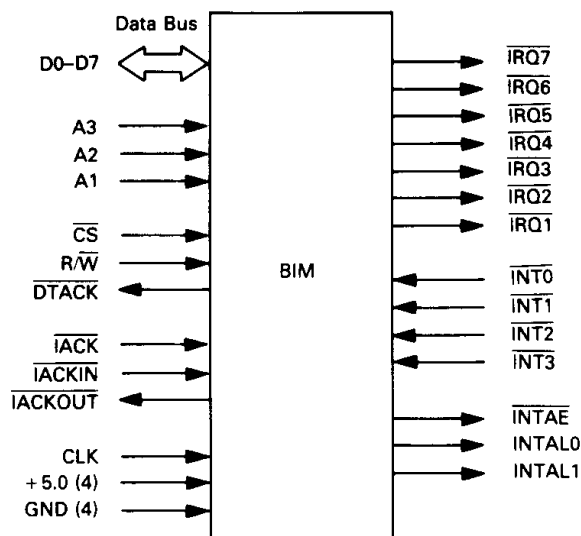 Data Bus
D0–D7
A3
A2
A1
CS
R/W
DTACK
IACK
IACKIN
IACKOUT
CLK
+5.0 (4)
GND (4)
BIM
IRQ7
IRQ6
IRQ5
IRQ4
IRQ3
IRQ2
IRQ1
INT0
INT1
INT2
INT3
INTAE
INTAL0
INTAL1